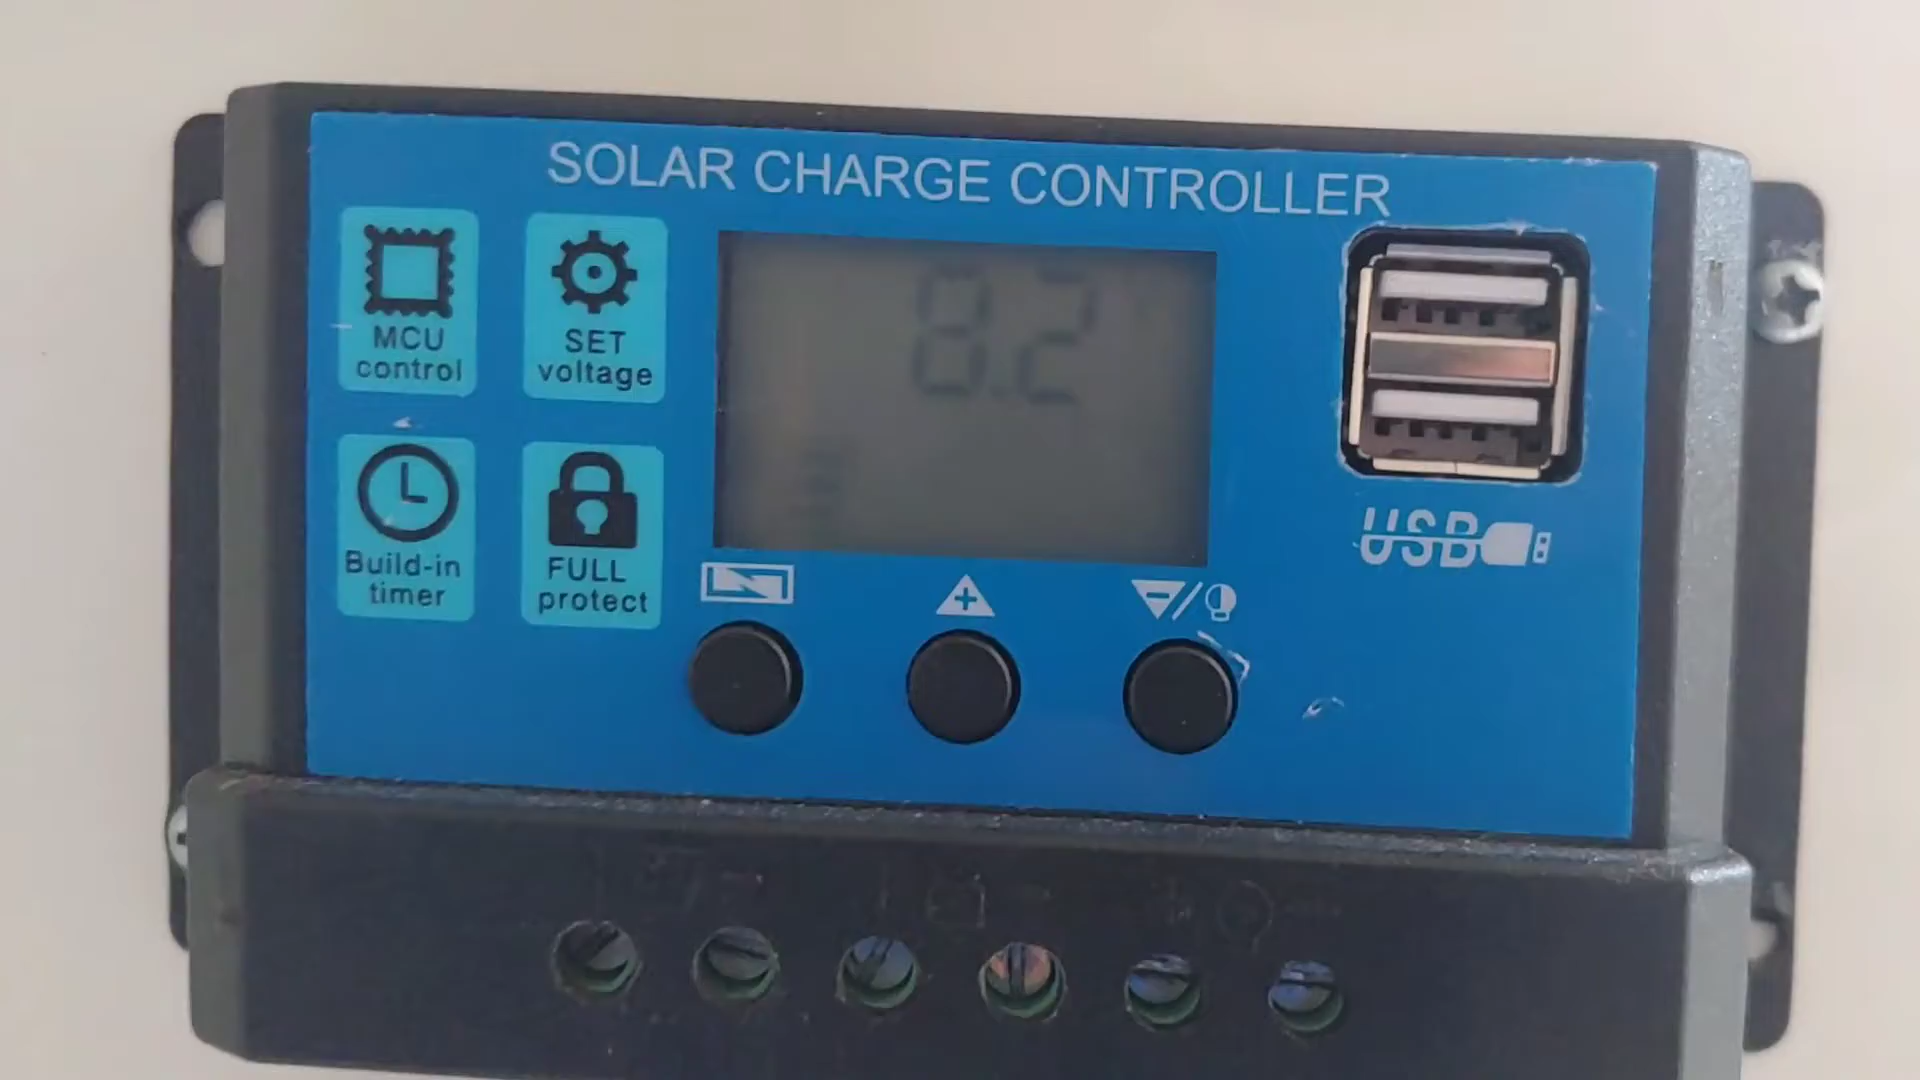 SOLAR CHARGE CONTROLLER
MCU
control
SET
voltage
8.2
Build-in
timer
FULL
protect
USB